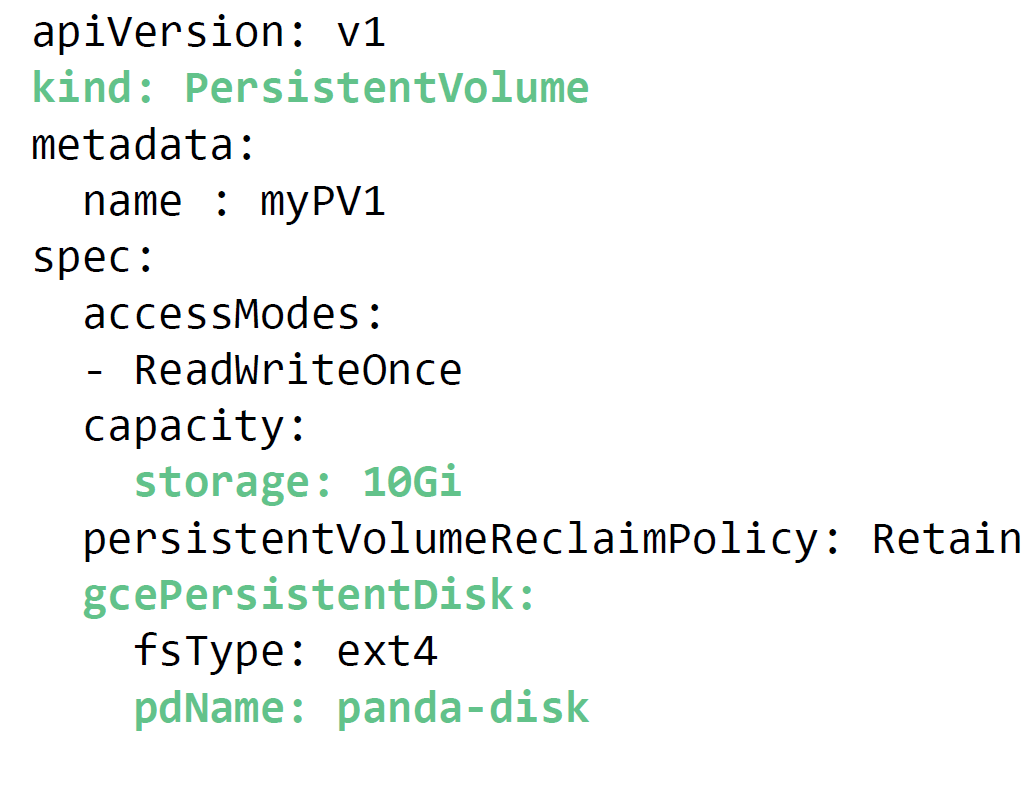 apiVersion: v1
kind: PersistentVolume
metadata:
  name : myPV1
spec:
  accessModes:
  - ReadWriteOnce
  capacity:
    storage: 10Gi
  persistentVolumeReclaimPolicy: Retain
  gcePersistentDisk:
    fsType: ext4
    pdName: panda-disk